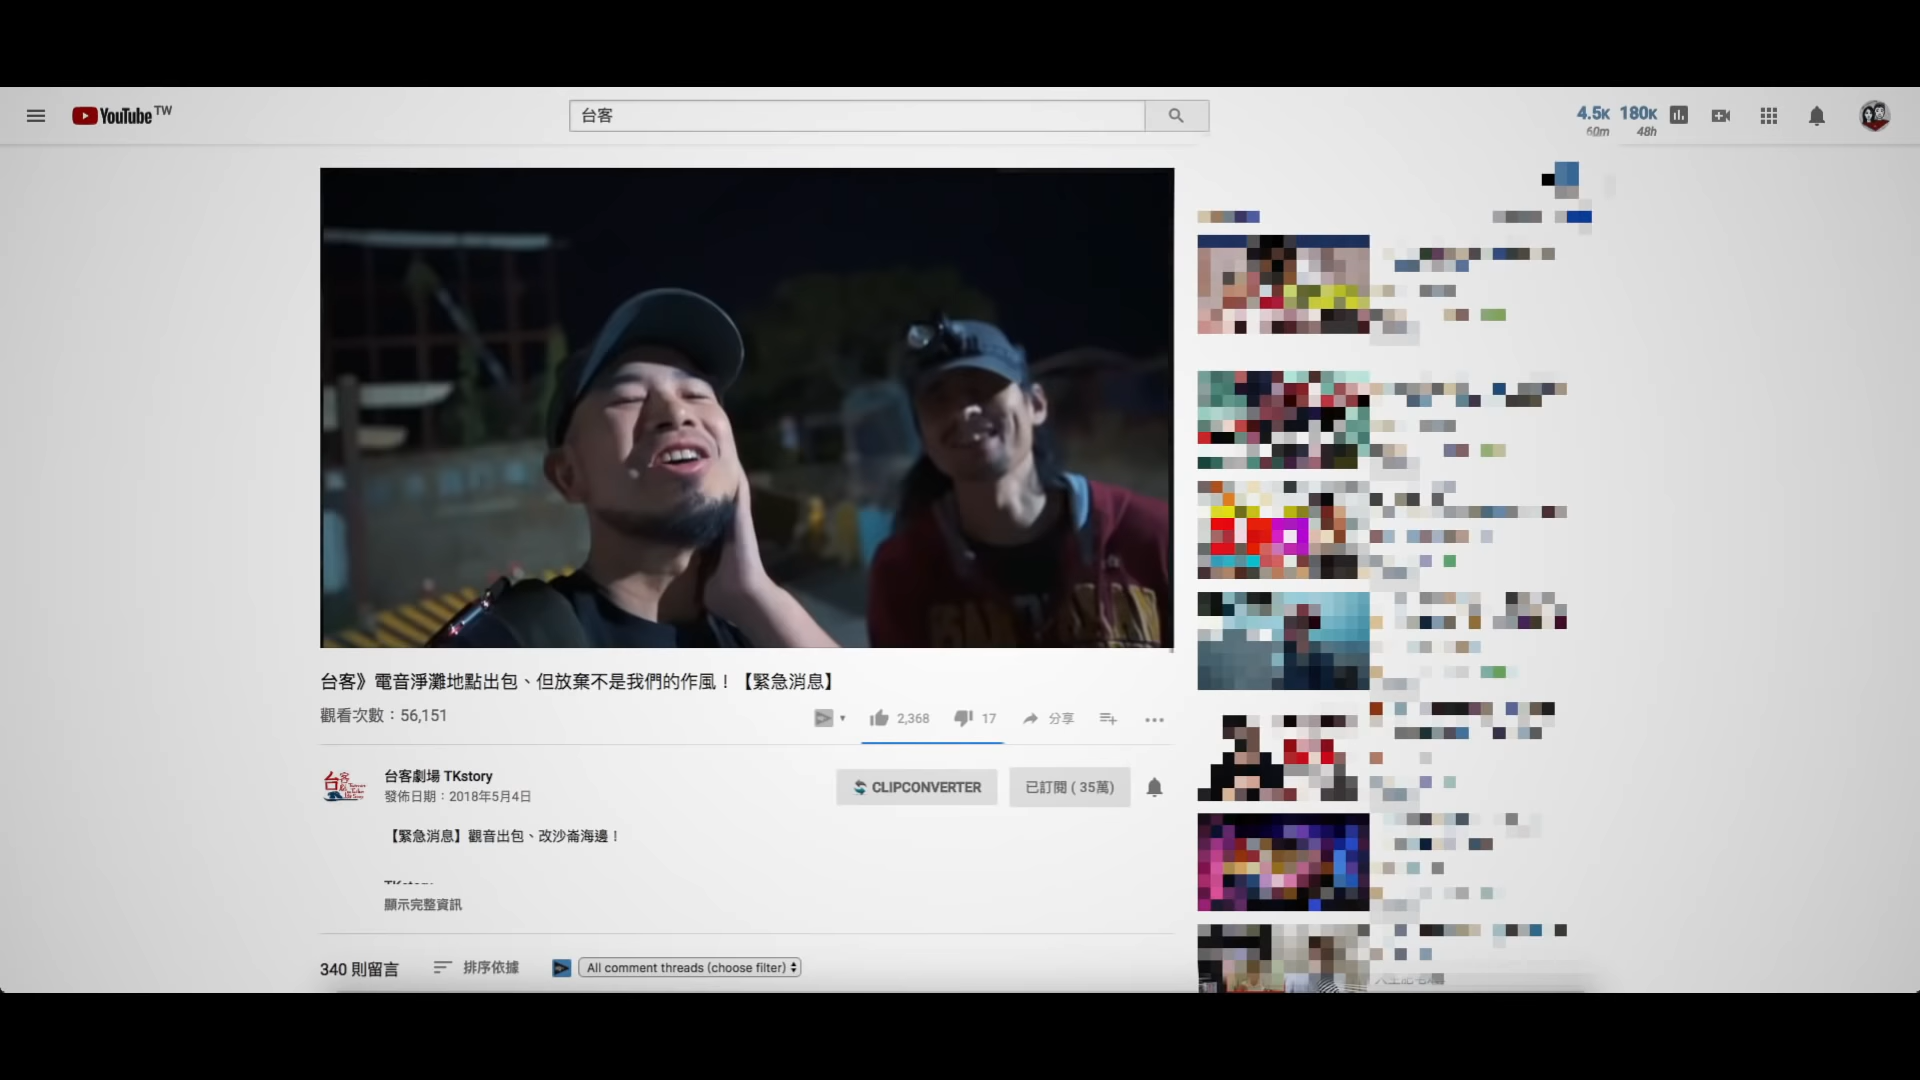 YouTube TW
台客
4.5K 180K
60m 48h
台客》電音淨灘地點出包、但放棄不是我們的作風！【緊急消息】
觀看次數：56,151
2,368
17
分享
台客劇場 TKstory
發佈日期：2018年5月4日
CLIPCONVERTER
已訂閱 ( 35萬)
【緊急消息】觀音出包、改沙崙海邊！
顯示完整資訊
340 則留言
排序依據
All comment threads (choose filter)